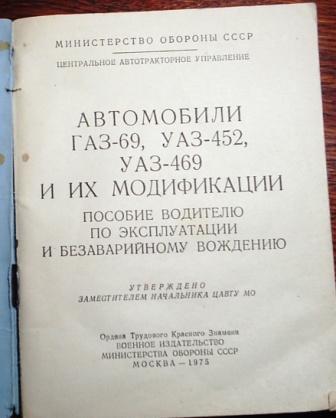 МИНИСТЕРСТВО ОБОРОНЫ СССР
ЦЕНТРАЛЬНОЕ АВТОТРАКТОРНОЕ УПРАВЛЕНИЕ
АВТОМОБИЛИ
ГАЗ-69, УАЗ-452,
УАЗ-469
И ИХ МОДИФИКАЦИИ
ПОСОБИЕ ВОДИТЕЛЮ
ПО ЭКСПЛУАТАЦИИ
И БЕЗАВАРИЙНОМУ ВОЖДЕНИЮ
УТВЕРЖДЕНО
ЗАМЕСТИТЕЛЕМ НАЧАЛЬНИКА ЦАВТУ МО
Ордена Трудового Красного Знамени
ВОЕННОЕ ИЗДАТЕЛЬСТВО
МИНИСТЕРСТВА ОБОРОНЫ СССР
МОСКВА — 1975